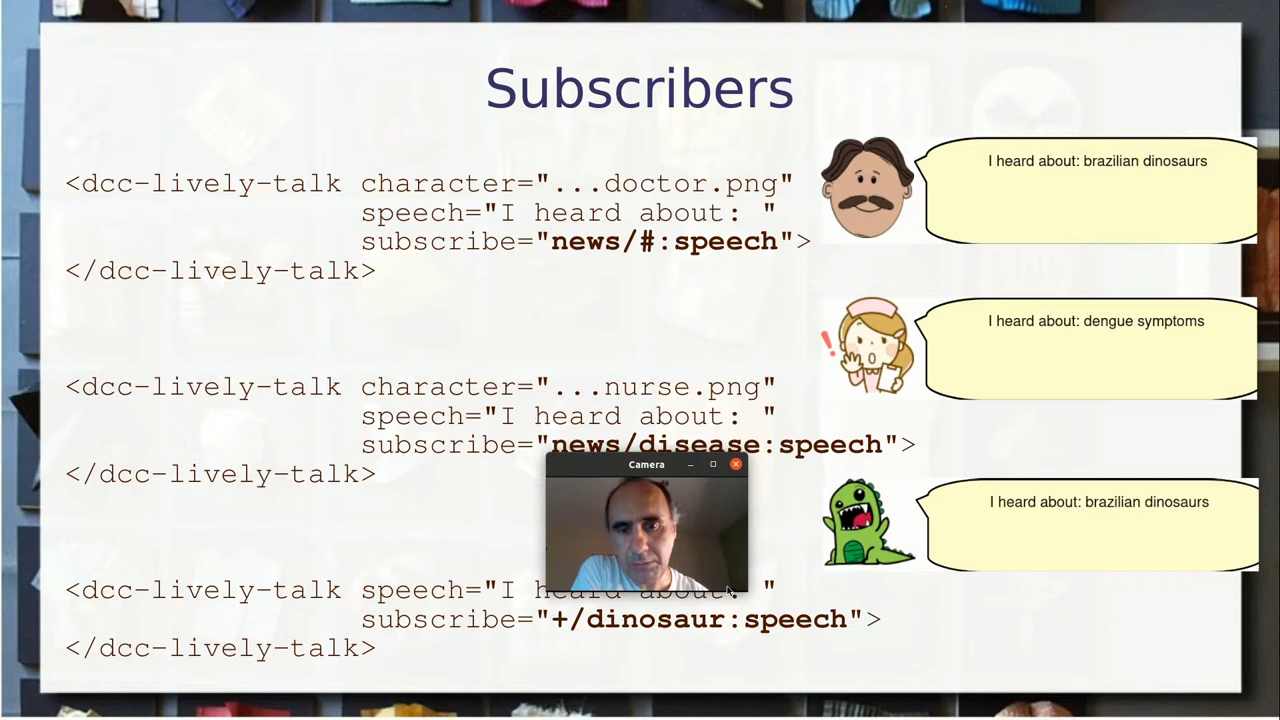 Subscribers
<dcc-lively-talk character="...doctor.png"
speech="I heard about: "
subscribe="news/#:speech">
</dcc-lively-talk>
I heard about: brazilian dinosaurs
<dcc-lively-talk character="...nurse.png"
speech="I heard about: "
subscribe="news/disease:speech">
</dcc-lively-talk>
I heard about: dengue symptoms
Camera
I heard about: brazilian dinosaurs
<dcc-lively-talk speech="I heard about: "
subscribe="+/dinosaur:speech">
</dcc-lively-talk>